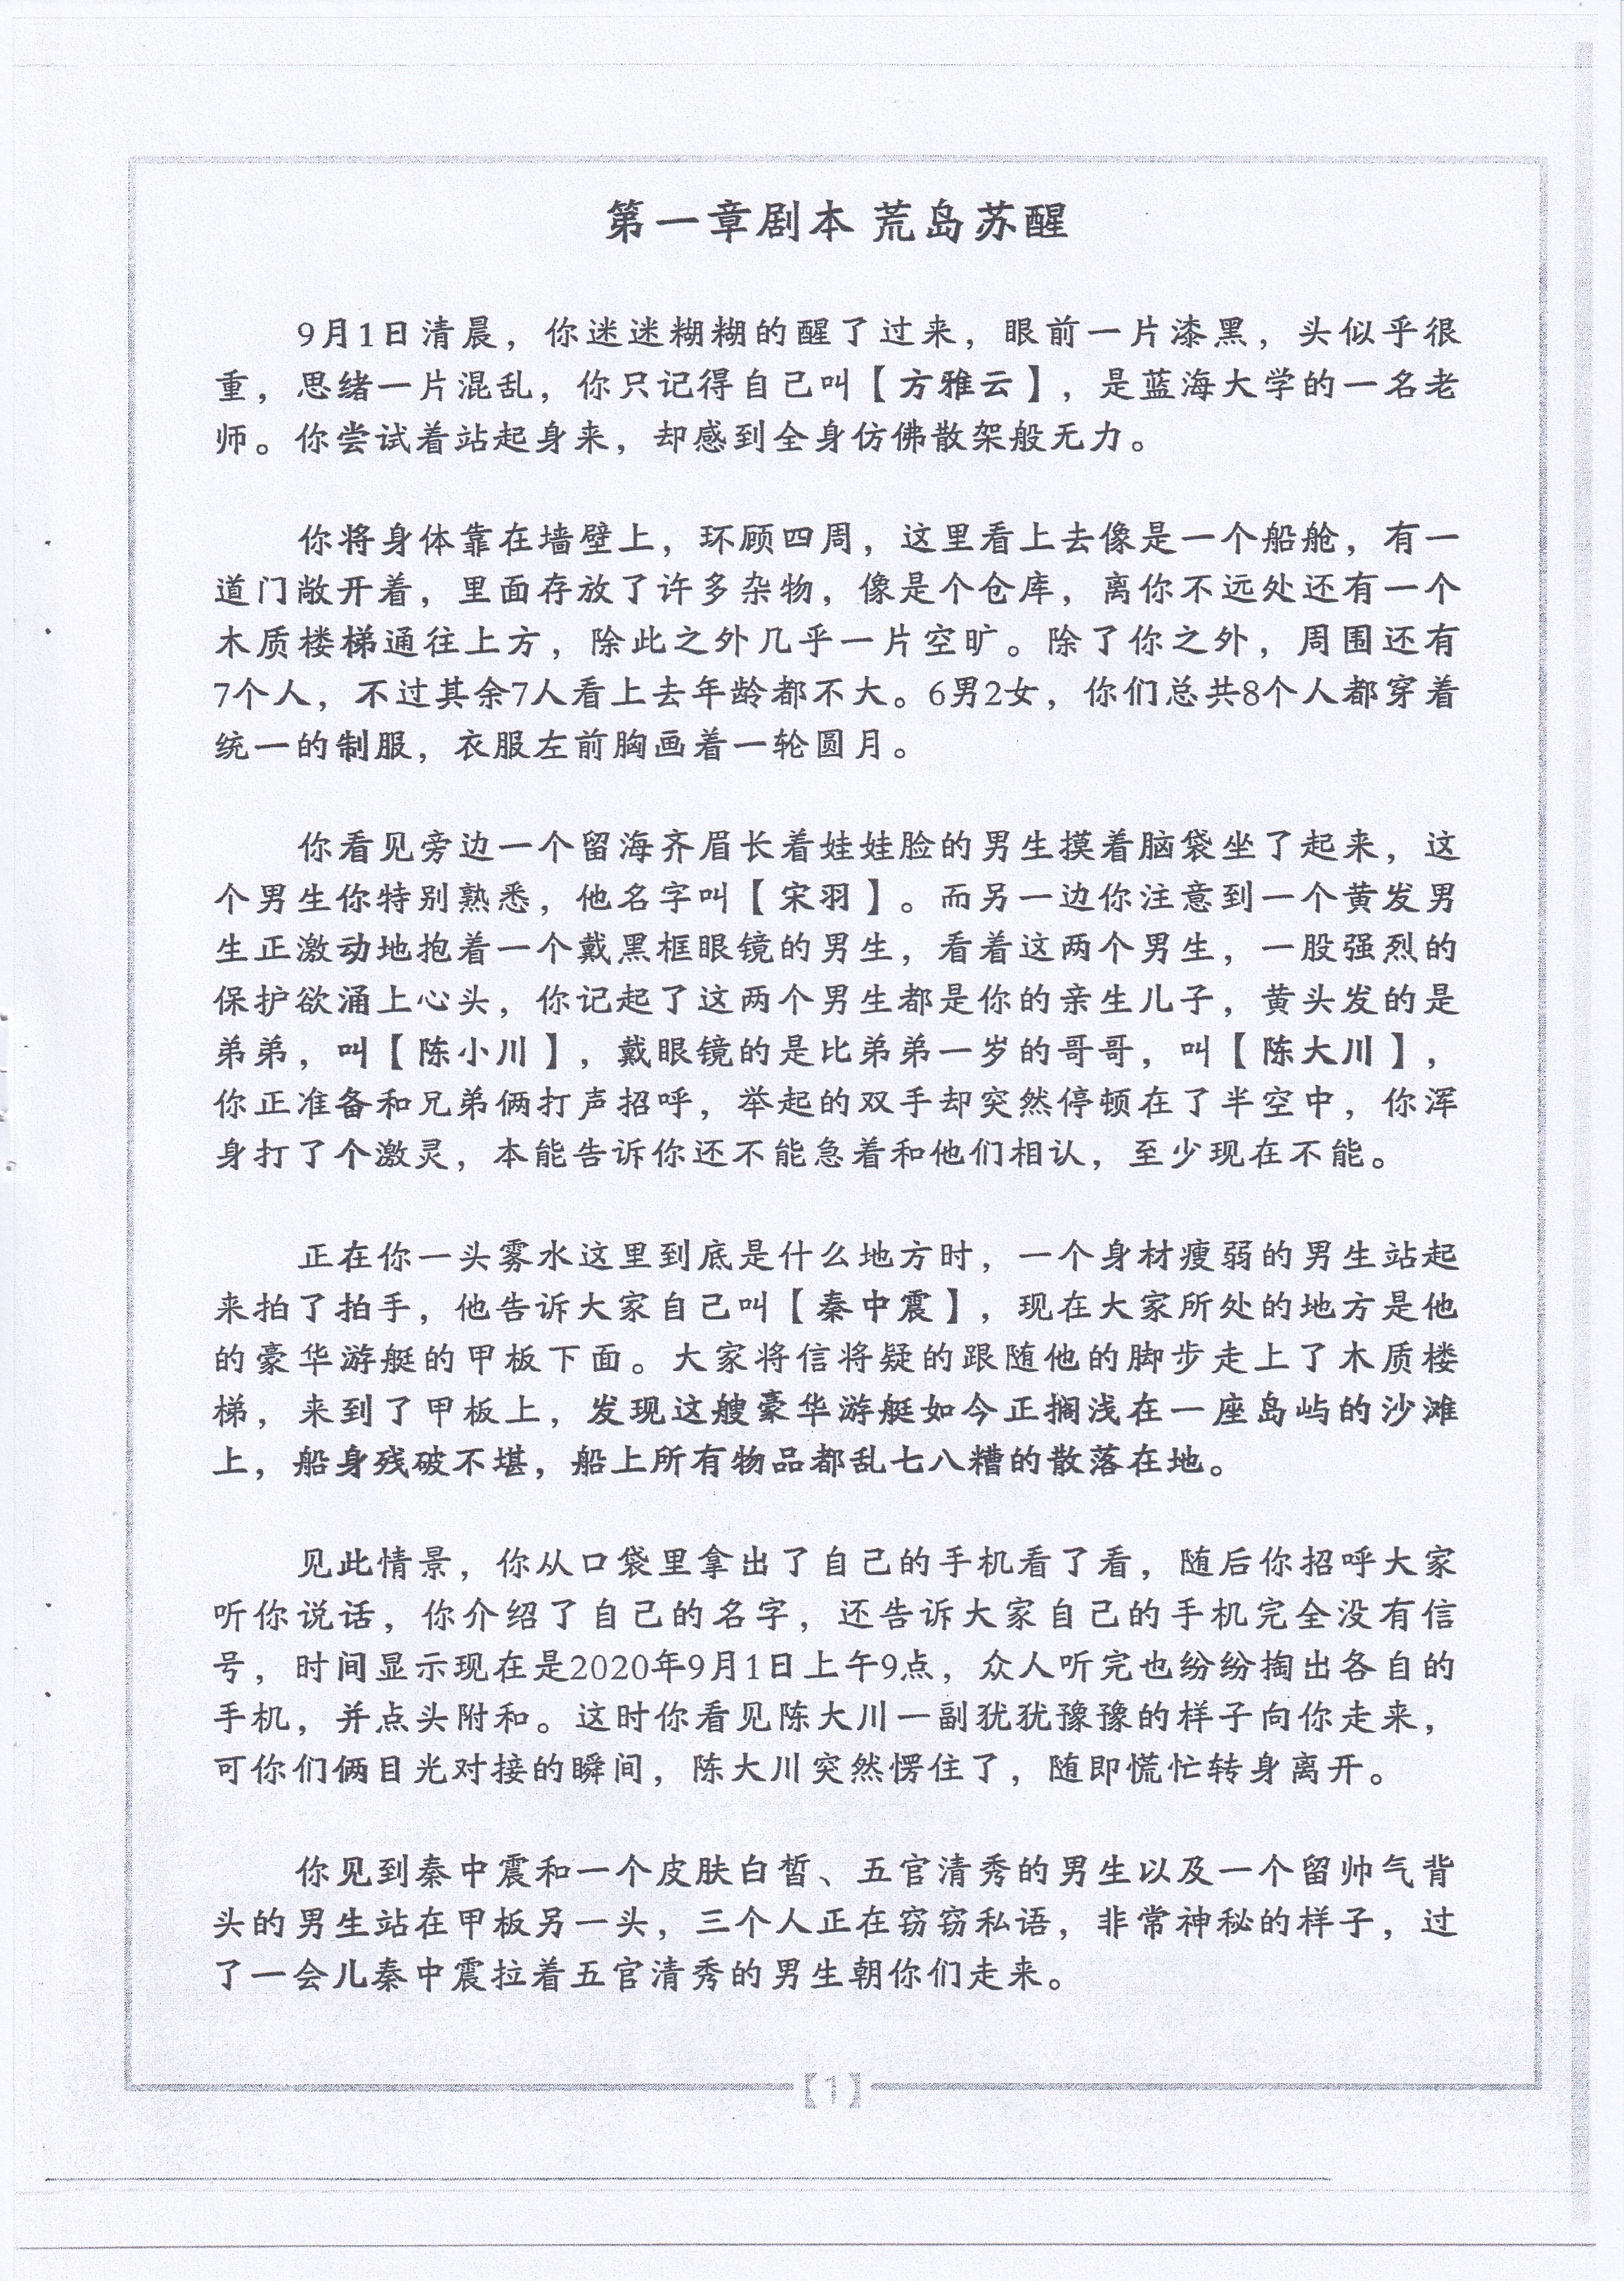 第一章剧本 荒岛苏醒
9月1日清晨，你迷迷糊糊的醒了过来，眼前一片漆黑，头似乎很
重，思绪一片混乱，你只记得自己叫【方雅云】，是蓝海大学的一名老
师。你尝试着站起身来，却感到全身仿佛散架般无力。
你将身体靠在墙壁上，环顾四周，这里看上去像是一个船舱，有一
道门敞开着，里面存放了许多杂物，像是个仓库，离你不远处还有一个
木质楼梯通往上方，除此之外几乎一片空旷。除了你之外，周围还有
7个人，不过其余7人看上去年龄都不大。6男2女，你们总共8个人都穿着
统一的制服，衣服左前胸画着一轮圆月。
你看见旁边一个留海齐眉长着娃娃脸的男生摸着脑袋坐了起来，这
个男生你特别熟悉，他名字叫【宋羽】。而另一边你注意到一个黄发男
生正激动地抱着一个戴黑框眼镜的男生，看着这两个男生，一股强烈的
保护欲涌上心头，你记起了这两个男生都是你的亲生儿子，黄头发的是
弟弟，叫【陈小川】，戴眼镜的是比弟弟一岁的哥哥，叫【陈大川】，
你正准备和兄弟俩打声招呼，举起的双手却突然停顿在了半空中，你浑
身打了个激灵，本能告诉你还不能急着和他们相认，至少现在不能。
正在你一头雾水这里到底是什么地方时，一个身材瘦弱的男生站起
来拍了拍手，他告诉大家自己叫【秦中震】，现在大家所处的地方是他
的豪华游艇的甲板下面。大家将信将疑的跟随他的脚步走上了木质楼
梯，来到了甲板上，发现这艘豪华游艇如今正搁浅在一座岛屿的沙滩
上，船身残破不堪，船上所有物品都乱七八糟的散落在地。
见此情景，你从口袋里拿出了自己的手机看了看，随后你招呼大家
听你说话，你介绍了自己的名字，还告诉大家自己的手机完全没有信
号，时间显示现在是2020年9月1日上午9点，众人听完也纷纷掏出各自的
手机，并点头附和。这时你看见陈大川一副犹犹豫豫的样子向你走来，
可你们俩目光对接的瞬间，陈大川突然愣住了，随即慌忙转身离开。
你见到秦中震和一个皮肤白皙、五官清秀的男生以及一个留帅气背
头的男生站在甲板另一头，三个人正在窃窃私语，非常神秘的样子，过
了一会儿秦中震拉着五官清秀的男生朝你们走来。
【1】